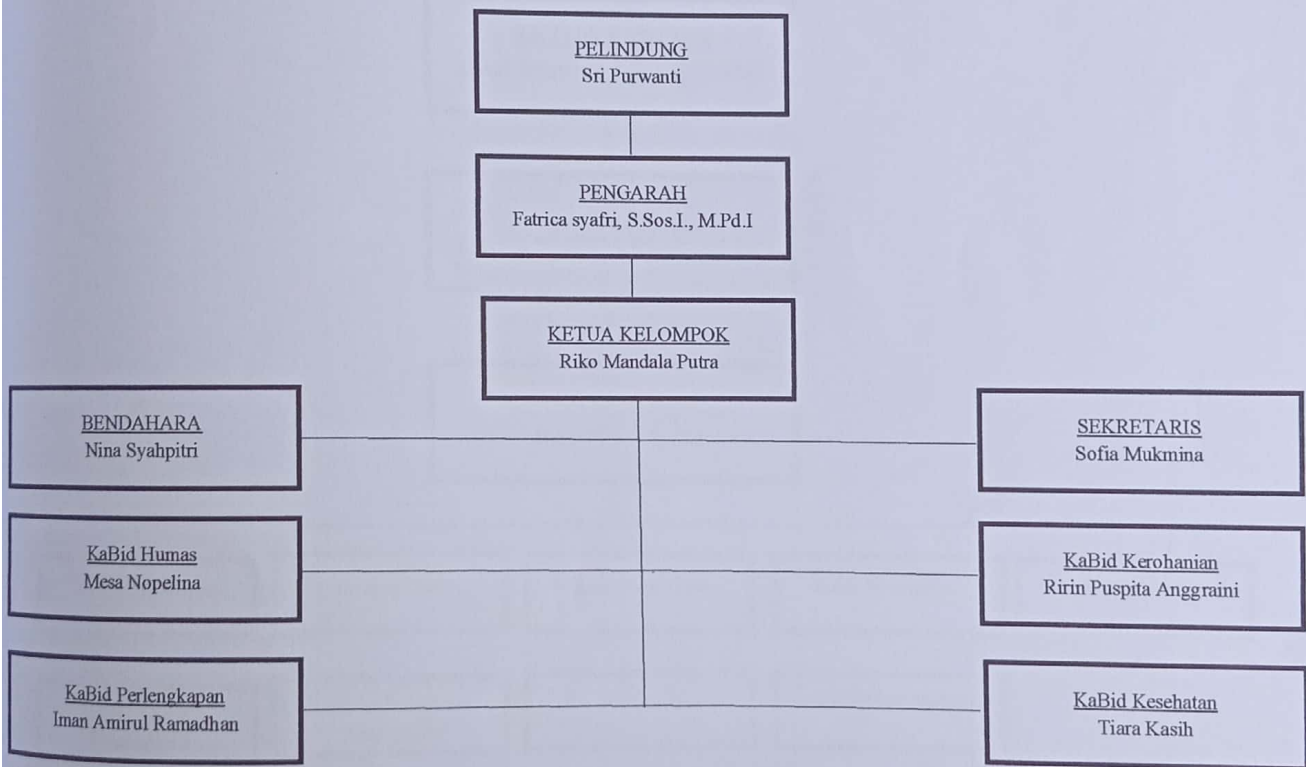 PELINDUNG
Sri Purwanti
PENGARAH
Fatrica syafri, S.Sos.I., M.Pd.I
KETUA KELOMPOK
Riko Mandala Putra
BENDAHARA
Nina Syahpitri
SEKRETARIS
Sofia Mukmina
KaBid Humas
Mesa Nopelina
KaBid Kerohanian
Ririn Puspita Anggraini
KaBid Perlengkapan
Iman Amirul Ramadhan
KaBid Kesehatan
Tiara Kasih